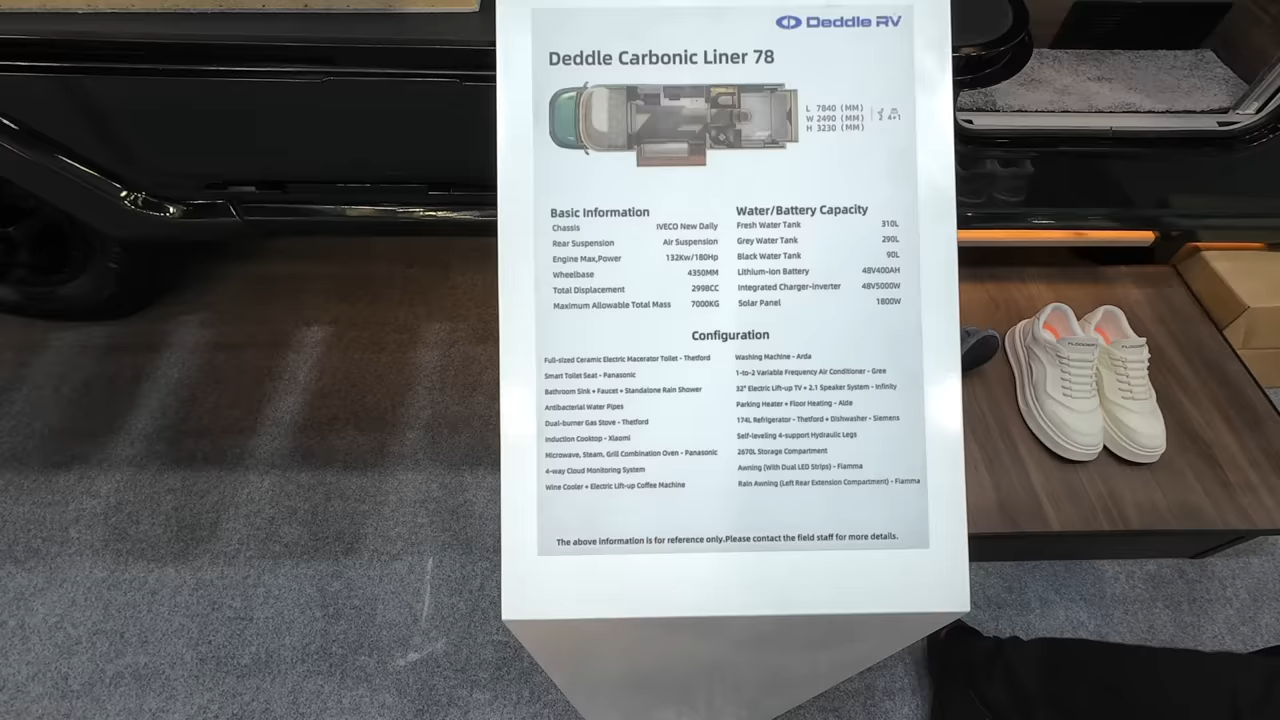 Deddle RV
Deddle Carbonic Liner 78
L 7840 (MM)
W 2490 (MM)
H 3230 (MM)
2
4+1
Basic Information
Chassis IVECO New Daily
Rear Suspension Air Suspension
Engine Max,Power 132Kw/180Hp
Wheelbase 4350MM
Total Displacement 2998CC
Maximum Allowable Total Mass 7000KG
Water/Battery Capacity
Fresh Water Tank 310L
Grey Water Tank 290L
Black Water Tank 90L
Lithium-ion Battery 48V400AH
Integrated Charger-inverter 48V5000W
Solar Panel 1800W
Configuration
Full-sized Ceramic Electric Macerator Toilet - Thetford
Smart Toilet Seat - Panasonic
Bathroom Sink + Faucet + Standalone Rain Shower
Antibacterial Water Pipes
Dual-burner Gas Stove - Thetford
Induction Cooktop - Xiaomi
Microwave, Steam, Grill Combination Oven - Panasonic
4-way Cloud Monitoring System
Wine Cooler + Electric Lift-up Coffee Machine
Washing Machine - Arda
1-to-2 Variable Frequency Air Conditioner - Gree
32" Electric Lift-up TV + 2.1 Speaker System - Infinity
Parking Heater + Floor Heating - Alde
174L Refrigerator - Thetford + Dishwasher - Siemens
Self-leveling 4-support Hydraulic Legs
2670L Storage Compartment
Awning (With Dual LED Strips) - Fiamma
Rain Awning (Left Rear Extension Compartment) - Fiamma
The above information is for reference only.Please contact the field staff for more details.